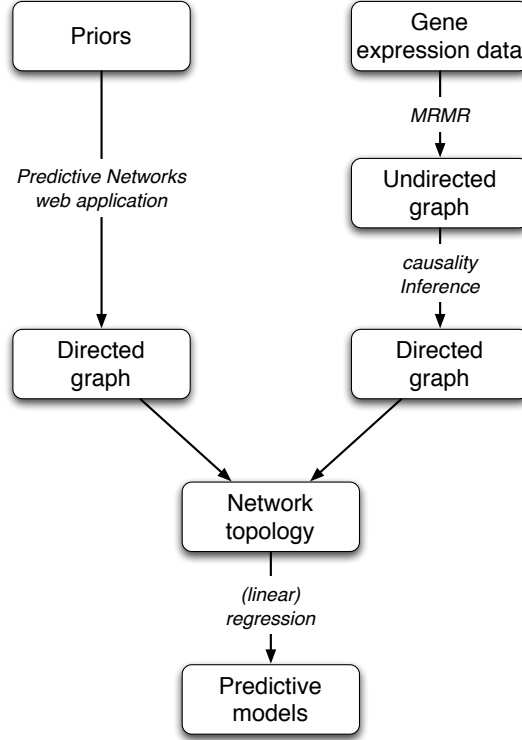 Priors
Gene
expression data
MRMR
Predictive Networks
web application
Undirected
graph
causality
Inference
Directed
graph
Directed
graph
Network
topology
(linear)
regression
Predictive
models